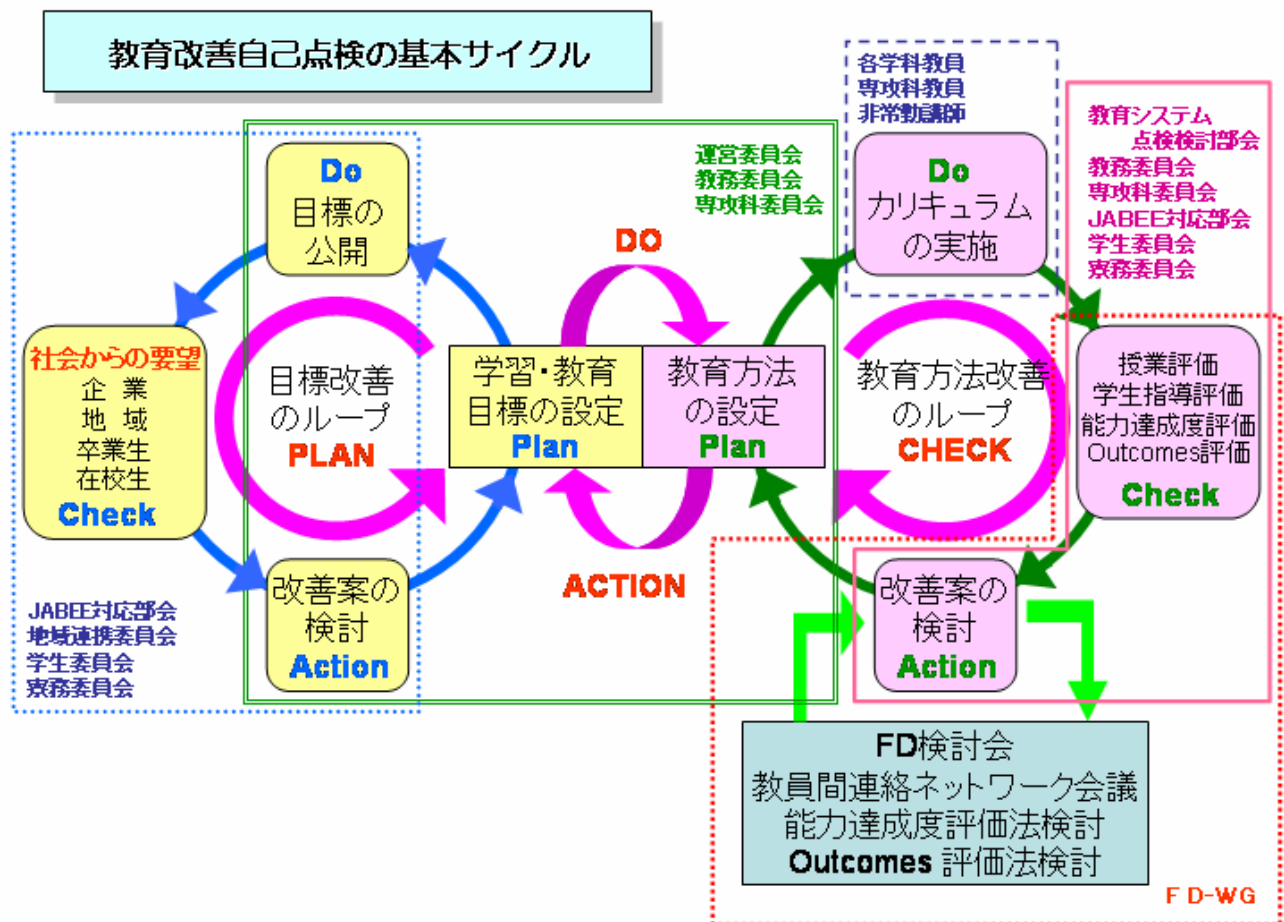 教育改善自己点検の基本サイクル
各学科教員
専攻科教員
非常勤講師
教育システム
点検検討部会
教務委員会
専攻科委員会
JABEE対応部会
学生委員会
寮務委員会
運営委員会
教務委員会
専攻科委員会
Do
目標の
公開
Do
カリキュラム
の実施
DO
社会からの要望
企業
地域
卒業生
在校生
Check
目標改善
のループ
PLAN
学習・教育
目標の設定
Plan
教育方法
の設定
Plan
教育方法改善
のループ
CHECK
授業評価
学生指導評価
能力達成度評価
Outcomes評価
Check
ACTION
改善案の
検討
Action
改善案の
検討
Action
JABEE対応部会
地域連携委員会
学生委員会
寮務委員会
FD検討会
教員間連絡ネットワーク会議
能力達成度評価法検討
Outcomes 評価法検討
FD-WG